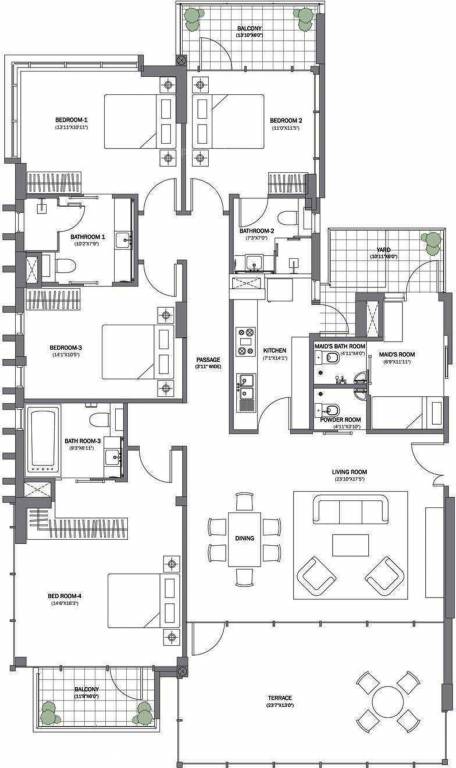 BALCONY
(13'10"X6'0")
BEDROOM-1
(13'11"X10'11")
BEDROOM 2
(11'0"X11'5")
BATHROOM 1
(10'2"X7'9")
BATHROOM-2
(7'3"X7'0")
YARD
(10'11"X6'0")
BEDROOM-3
(14'1"X10'5")
PASSAGE
(3'11" WIDE)
KITCHEN
(7'1"X14'1")
MAID'S BATH ROOM
(4'11"X4'0")
MAID'S ROOM
(6'9"X11'11")
POWDER ROOM
(4'11"X3'10")
BATH ROOM-3
(9'3"X6'11")
LIVING ROOM
(23'10"X17'5")
DINING
BED ROOM-4
(14'6"X16'3")
BALCONY
(11'9"X6'0")
TERRACE
(23'7"X13'0")